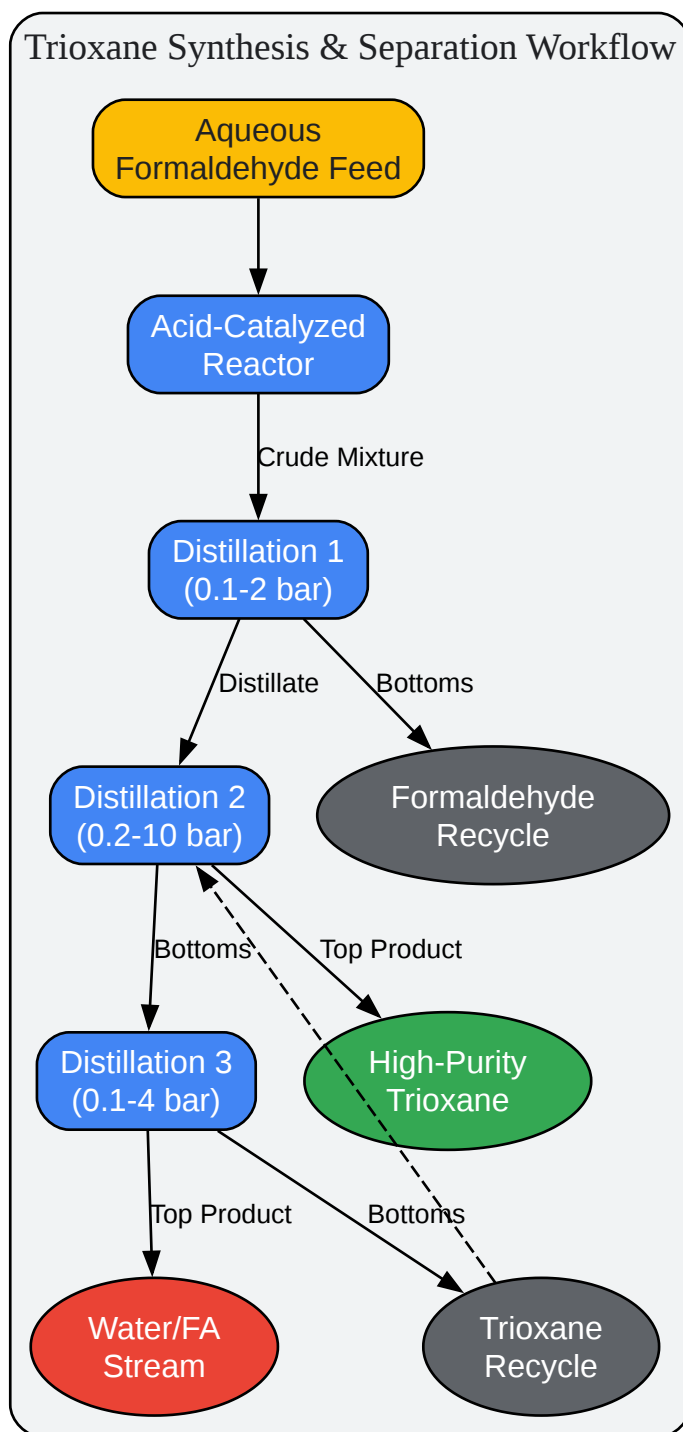 Trioxane Synthesis & Separation Workflow
Aqueous
Formaldehyde Feed
Acid-Catalyzed
Reactor
Crude Mixture
Distillation 1
(0.1-2 bar)
Distillate
Bottoms
Distillation 2
(0.2-10 bar)
Formaldehyde
Recycle
Bottoms
Top Product
Distillation 3
(0.1-4 bar)
High-Purity
Trioxane
Top Product
Bottoms
Water/FA
Stream
Trioxane
Recycle